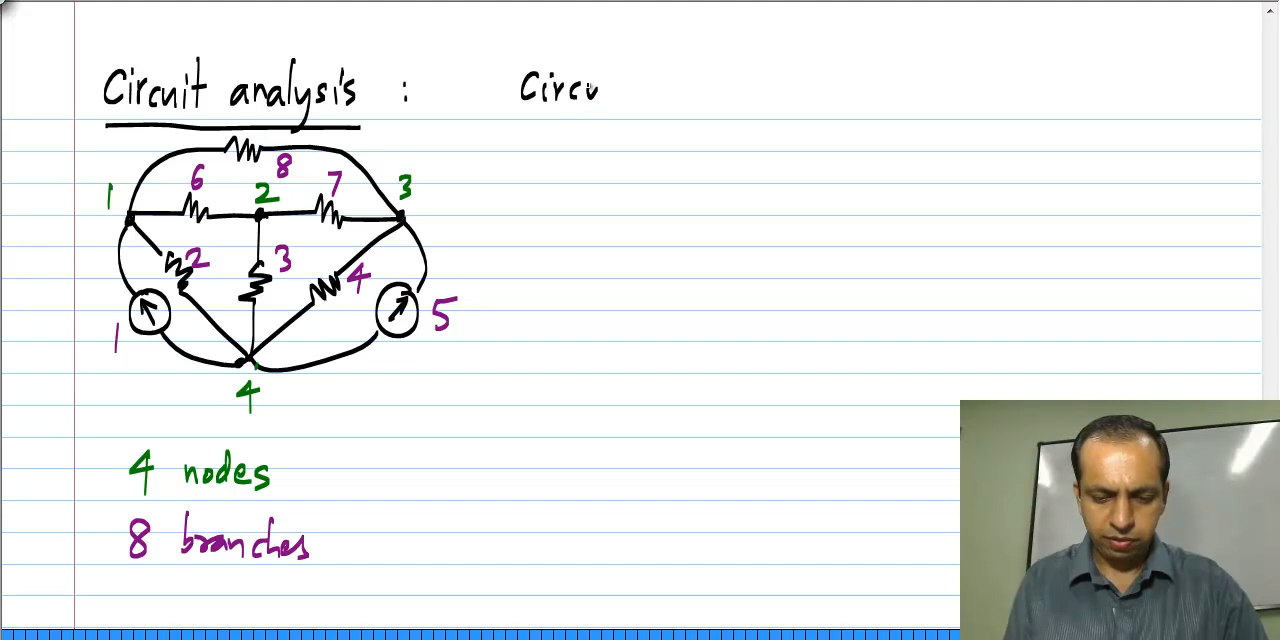 Circuit analysis : Circu
8
6 2 7 3
1
2 3 4
1 5
4
4 nodes
8 branches